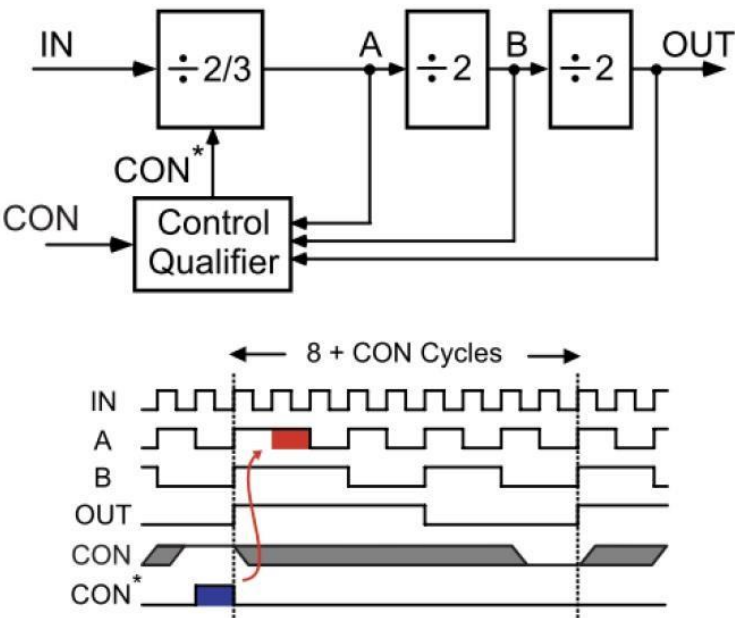 IN
÷2/3
A
÷2
B
÷2
OUT
CON*
CON
Control
Qualifier
8 + CON Cycles
IN
A
B
OUT
CON
CON*